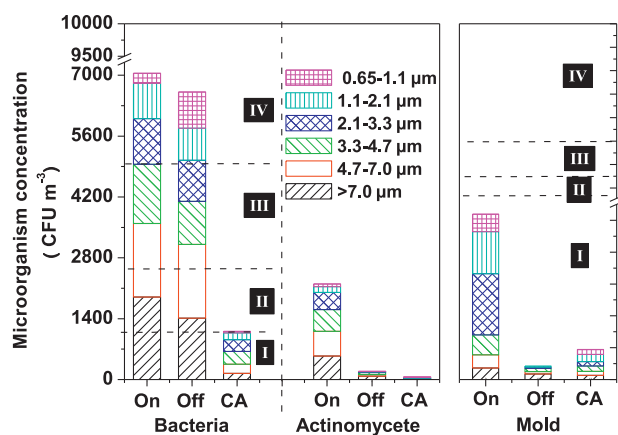 Microorganism concentration
( CFU m⁻³)
10000
9500
7000
5600
4200
2800
1400
0
IV
III
II
I
0.65-1.1 µm
1.1-2.1 µm
2.1-3.3 µm
3.3-4.7 µm
4.7-7.0 µm
>7.0 µm
IV
III
II
I
On Off CA On Off CA On Off CA
Bacteria Actinomycete Mold